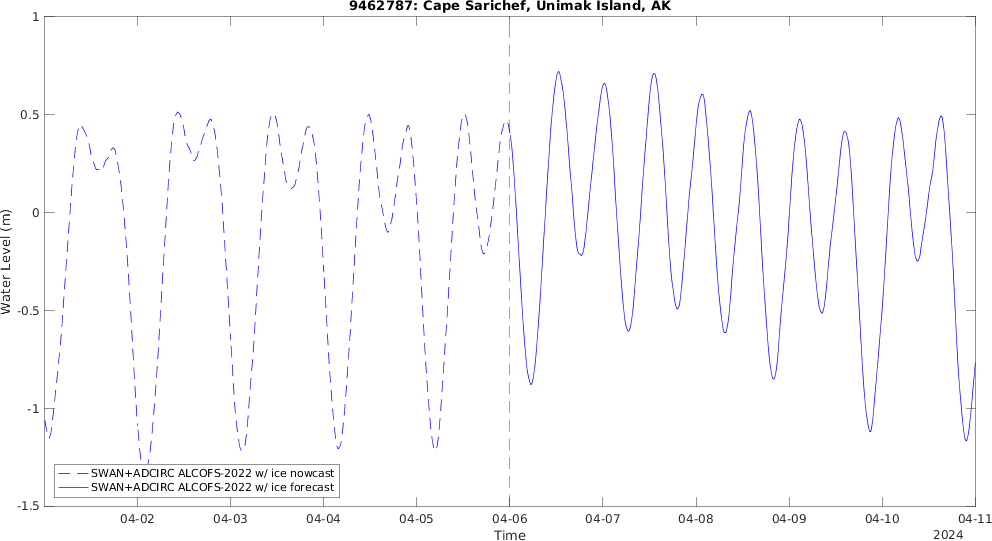 9462787: Cape Sarichef, Unimak Island, AK
Water Level (m)
1
0.5
0
-0.5
-1
-1.5
SWAN+ADCIRC ALCOFS-2022 w/ ice nowcast
SWAN+ADCIRC ALCOFS-2022 w/ ice forecast
04-02 04-03 04-04 04-05 04-06 04-07 04-08 04-09 04-10 04-11
Time
2024